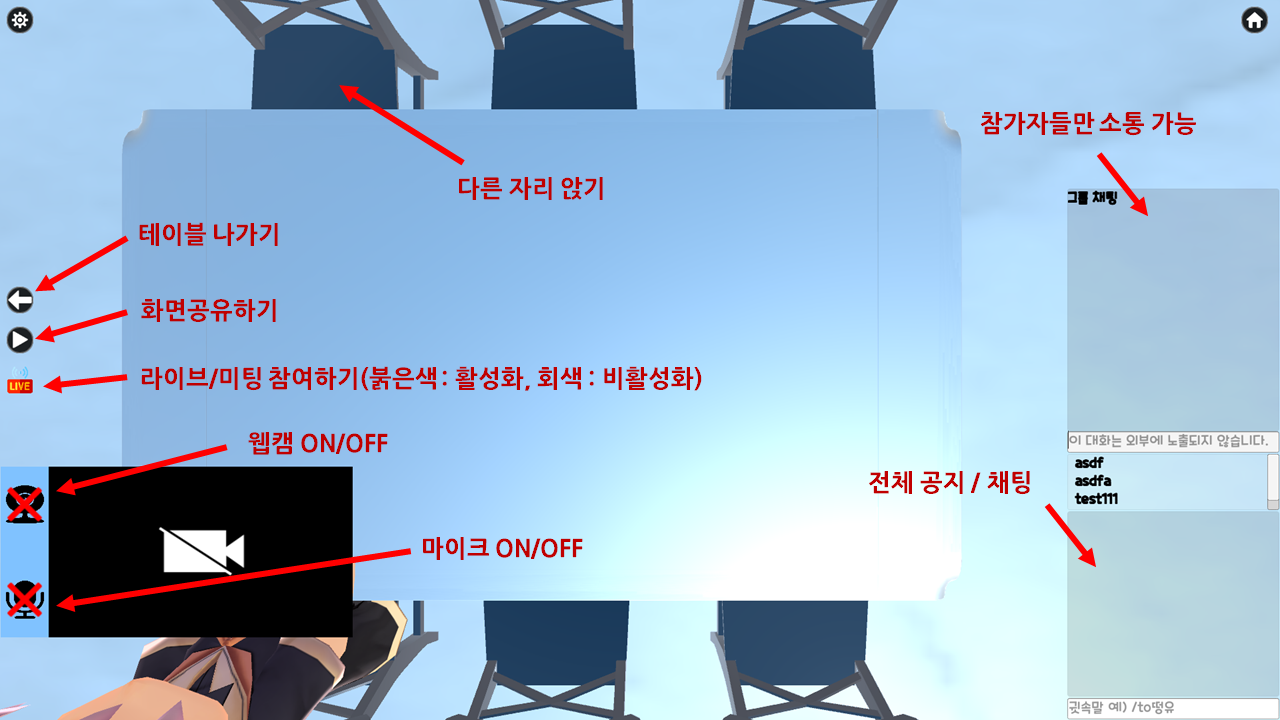 참가자들만 소통 가능
다른 자리 앉기
그룹 채팅
테이블 나가기
화면공유하기
라이브/미팅 참여하기(붉은색: 활성화, 회색: 비활성화)
LIVE
웹캠 ON/OFF
이 대화는 외부에 노출되지 않습니다.
asdf
asdfa
test111
전체 공지 / 채팅
마이크 ON/OFF
귓속말 예) /to떵유